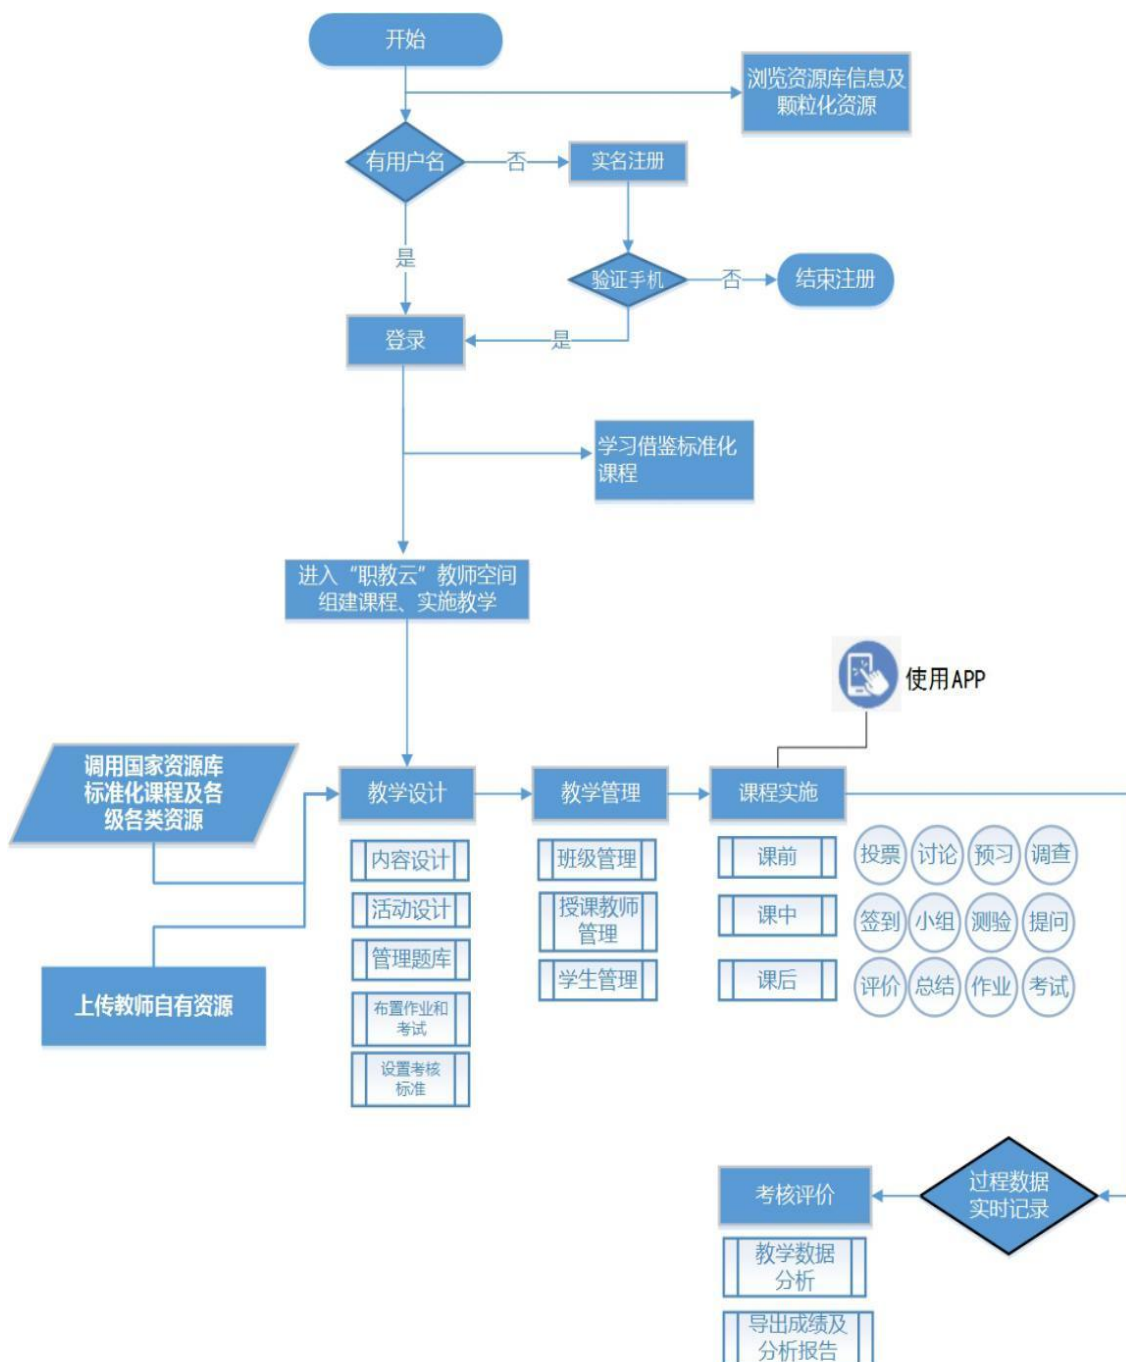 开始
浏览资源库信息及
颗粒化资源
有用户名
否
实名注册
是
验证手机
否
结束注册
登录
是
学习借鉴标准化
课程
进入“职教云”教师空间
组建课程、实施教学
使用APP
调用国家资源库
标准化课程及各
级各类资源
教学设计
教学管理
课程实施
内容设计
活动设计
管理题库
布置作业和
考试
设置考核
标准
班级管理
授课教师
管理
学生管理
课前
课中
课后
投票
讨论
预习
调查
签到
小组
测验
提问
评价
总结
作业
考试
上传教师自有资源
过程数据
实时记录
考核评价
教学数据
分析
导出成绩及
分析报告